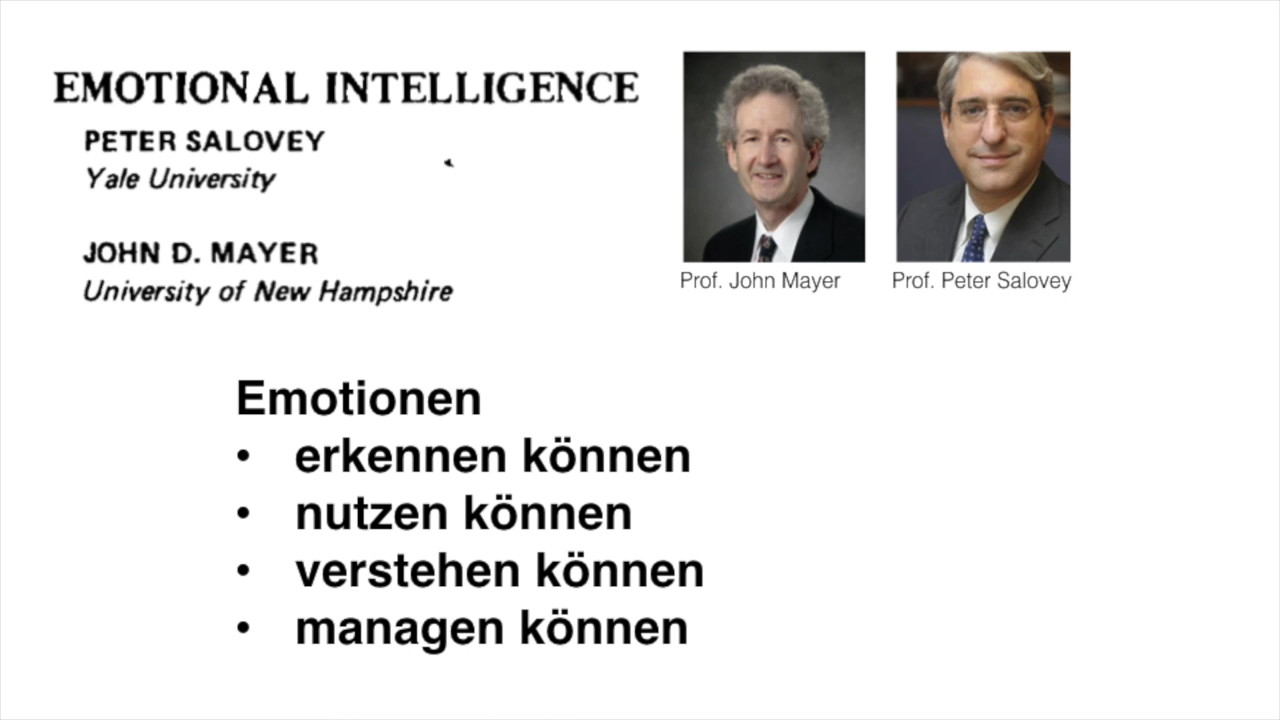 EMOTIONAL INTELLIGENCE
PETER SALOVEY
Yale University
JOHN D. MAYER
University of New Hampshire
Prof. John Mayer
Prof. Peter Salovey
Emotionen
• erkennen können
• nutzen können
• verstehen können
• managen können